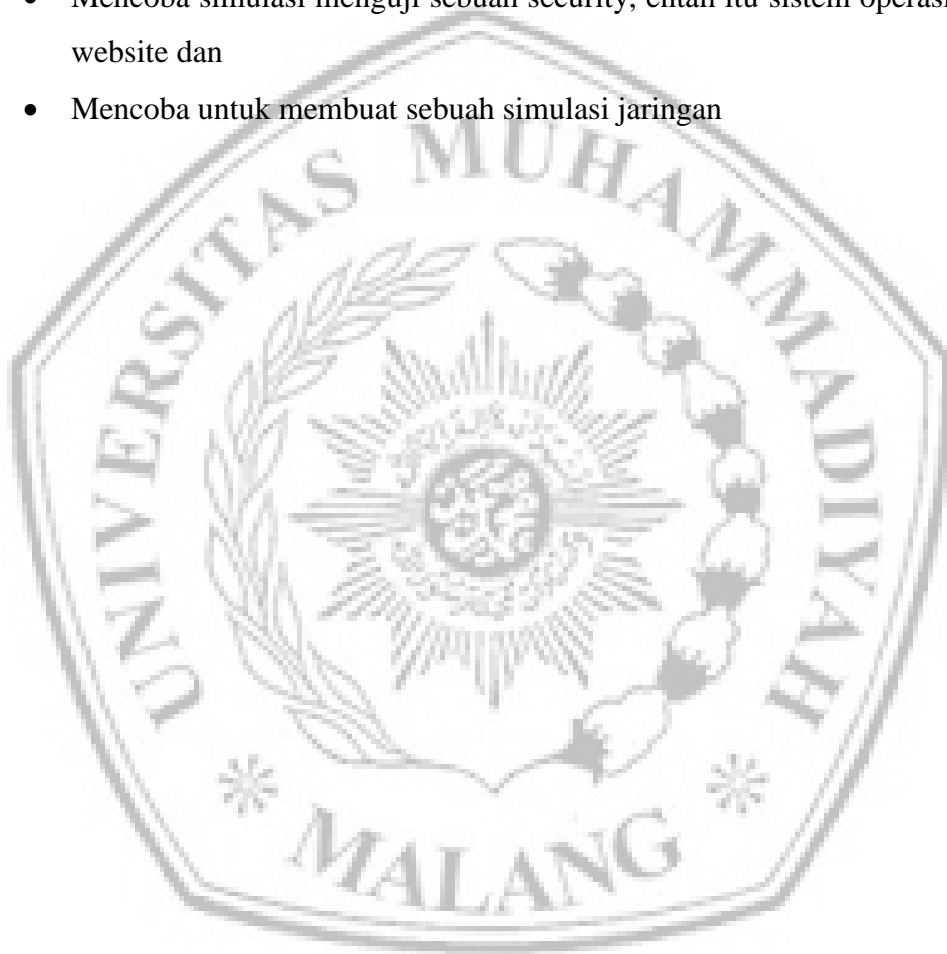 • Mencoba simulasi menguji sebuah security, entah itu sistem operasi
website dan
• Mencoba untuk membuat sebuah simulasi jaringan
UNIVERSITAS MUHAMMADIYAH
MALANG